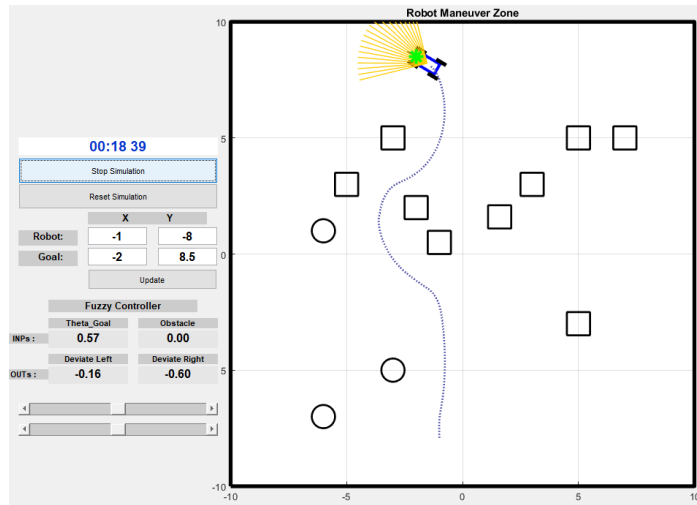 Robot Maneuver Zone
00:18 39
Stop Simulation
Reset Simulation
X Y
Robot: -1 -8
Goal: -2 8.5
Update
Fuzzy Controller
Theta_Goal Obstacle
INPs : 0.57 0.00
Deviate Left Deviate Right
OUTs : -0.16 -0.60
10
5
0
5
-10
-10 -5 0 5 10